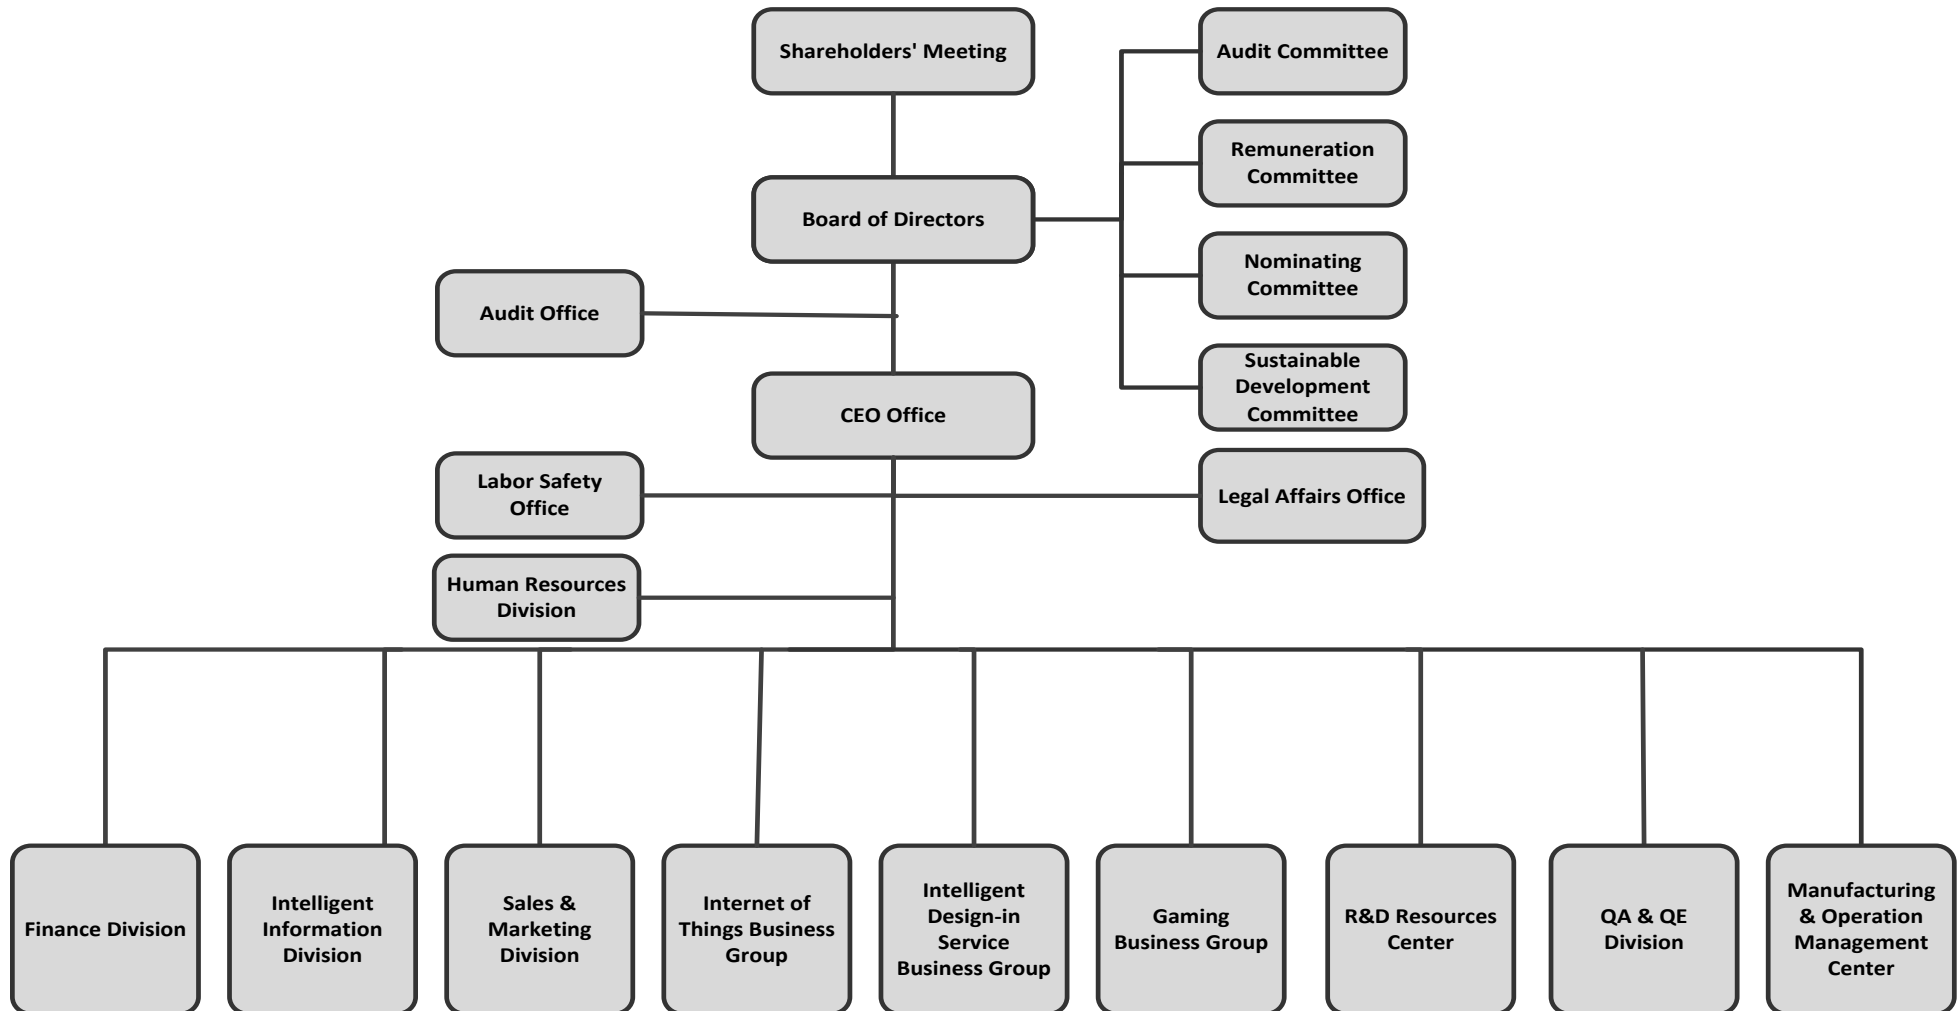 Shareholders' Meeting
Audit Committee
Remuneration
Committee
Board of Directors
Nominating
Committee
Audit Office
Sustainable
Development
Committee
CEO Office
Labor Safety
Office
Legal Affairs Office
Human Resources
Division
Finance Division
Intelligent
Information
Division
Sales &
Marketing
Division
Internet of
Things Business
Group
Intelligent
Design-in
Service
Business Group
Gaming
Business Group
R&D Resources
Center
QA & QE
Division
Manufacturing
& Operation
Management
Center